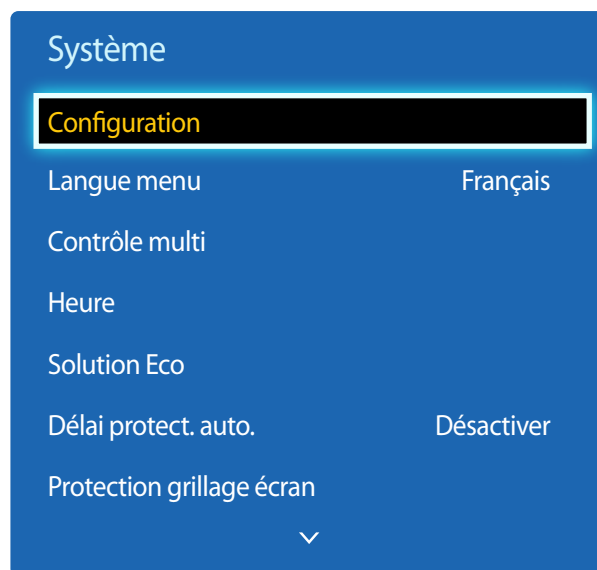 Système
Configuration
Langue menu Français
Contrôle multi
Heure
Solution Eco
Délai protect. auto. Désactiver
Protection grillage écran